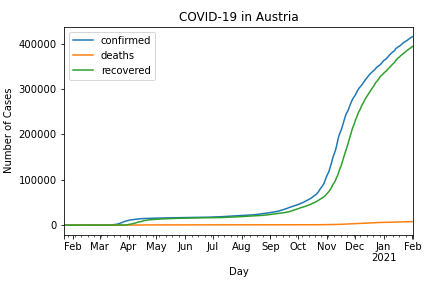 COVID-19 in Austria
confirmed
deaths
recovered
Number of Cases
400000
300000
200000
100000
0
Feb Mar Apr May Jun Jul Aug Sep Oct Nov Dec Jan Feb
2021
Day